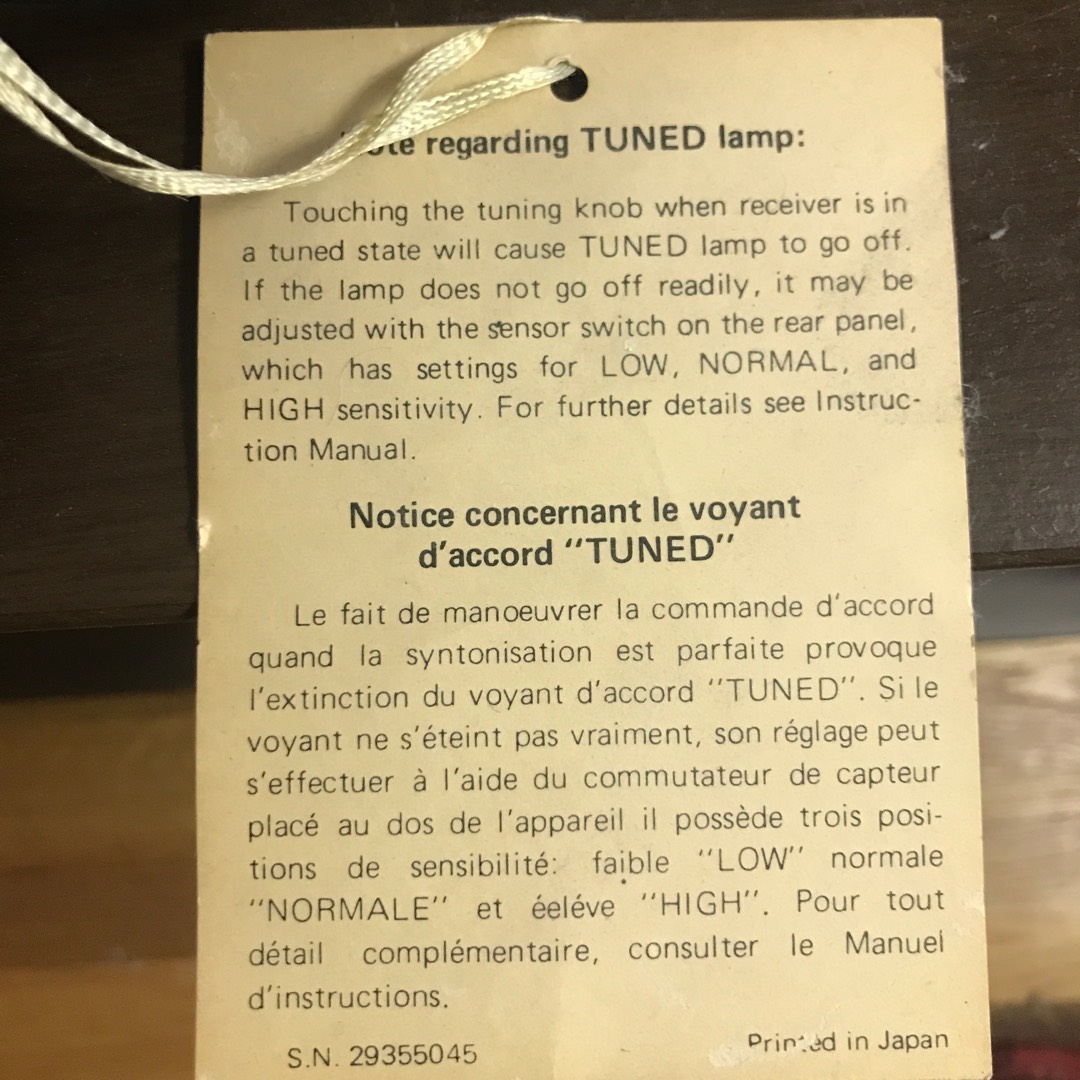 regarding TUNED lamp:
Touching the tuning knob when receiver is in
a tuned state will cause TUNED lamp to go off.
If the lamp does not go off readily, it may be
adjusted with the sensor switch on the rear panel,
which has settings for LOW, NORMAL, and
HIGH sensitivity. For further details see Instruc-
tion Manual.
Notice concernant le voyant
d'accord "TUNED"
Le fait de manoeuvrer la commande d'accord
quand la syntonisation est parfaite provoque
l'extinction du voyant d'accord "TUNED". Si le
voyant ne s'éteint pas vraiment, son réglage peut
s'effectuer à l'aide du commutateur de capteur
placé au dos de l'appareil il possède trois posi-
tions de sensibilité: faible "LOW" normale
"NORMALE" et éeléve "HIGH". Pour tout
détail complémentaire, consulter le Manuel
d'instructions.
S.N. 29355045
Printed in Japan